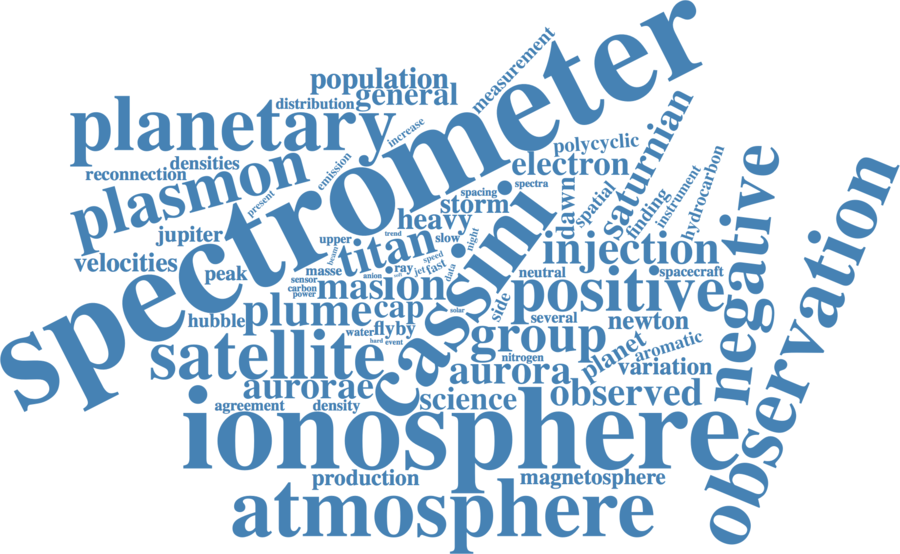 population
general
measurement
distribution
planetary
increase
spectrometer
reconnection
densities
emission
present
plasmon
jupiter
velocities
peak
polycyclic
electron
saturnian
spacing
spectra
storm
dawn
spatial
finding
instrument
hydrocarbon
negative
observation
heavy
trend
slow
night
upper
titan
beam
speed
masse
anion
ray
jet
fast
data
sensor
carbon
power
masion
cassini
injection
neutral
spacecraft
positive
side
solar
several
newton
hubble
plume
cap
water
flyby
hard
event
satellite
group
nitrogen
planet
aromatic
variation
aurora
aurorae
observed
science
agreement
density
ionosphere
production
magnetosphere
atmosphere